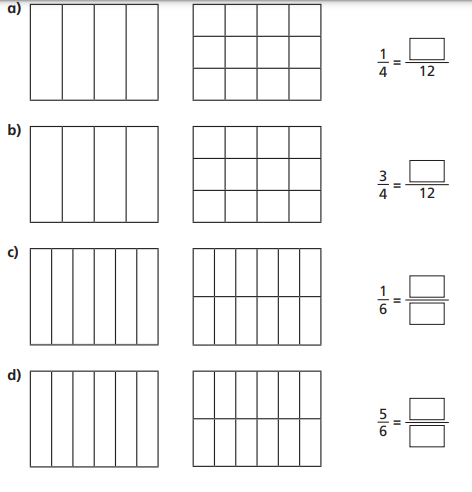 a)
1/4 = □/12
b)
3/4 = □/12
c)
1/6 = □/□
d)
5/6 = □/□